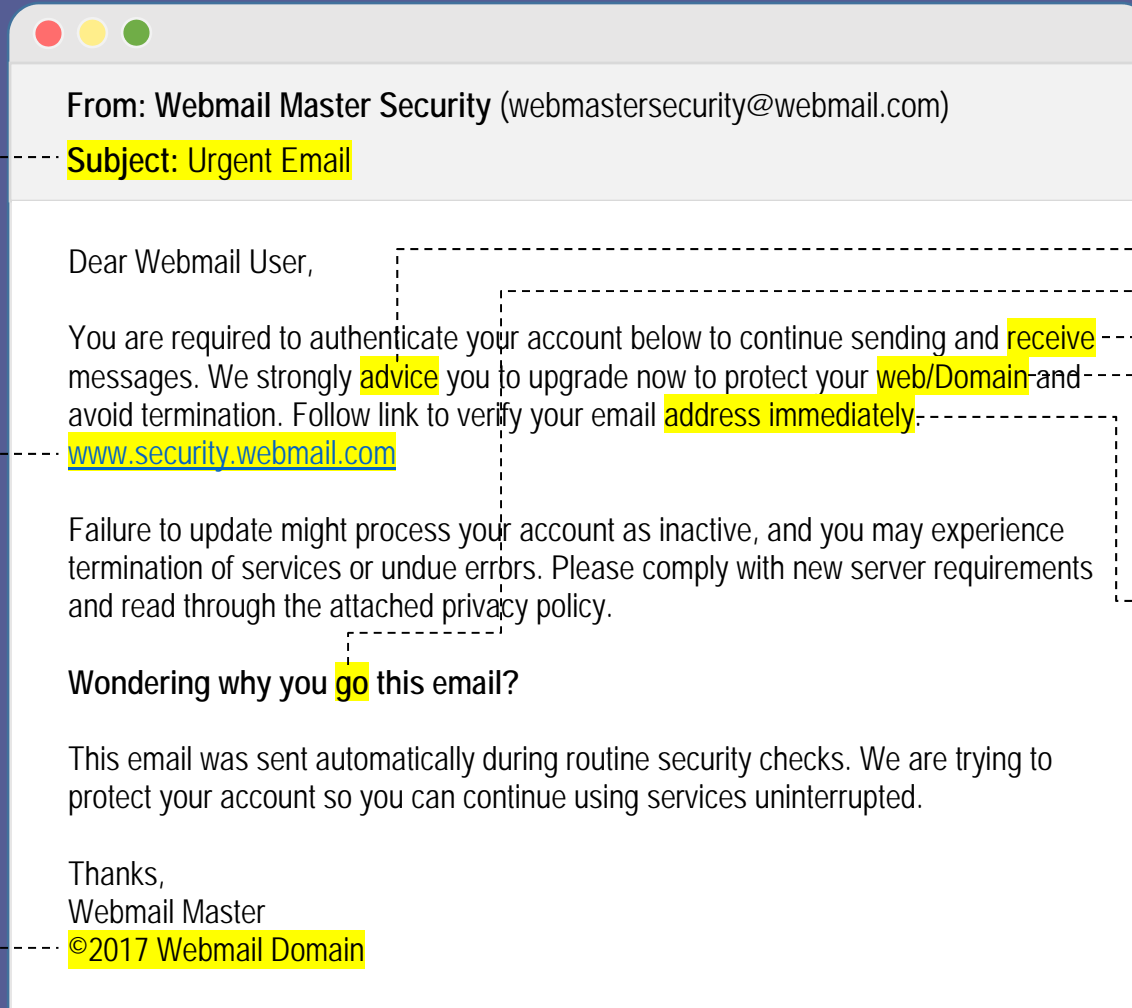 From: Webmail Master Security (webmastersecurity@webmail.com)
Subject: Urgent Email
Dear Webmail User,
You are required to authenticate your account below to continue sending and receive
messages. We strongly advice you to upgrade now to protect your web/Domain and
avoid termination. Follow link to verify your email address immediately.
www.security.webmail.com
Failure to update might process your account as inactive, and you may experience
termination of services or undue errors. Please comply with new server requirements
and read through the attached privacy policy.
Wondering why you go this email?
This email was sent automatically during routine security checks. We are trying to
protect your account so you can continue using services uninterrupted.
Thanks,
Webmail Master
©2017 Webmail Domain